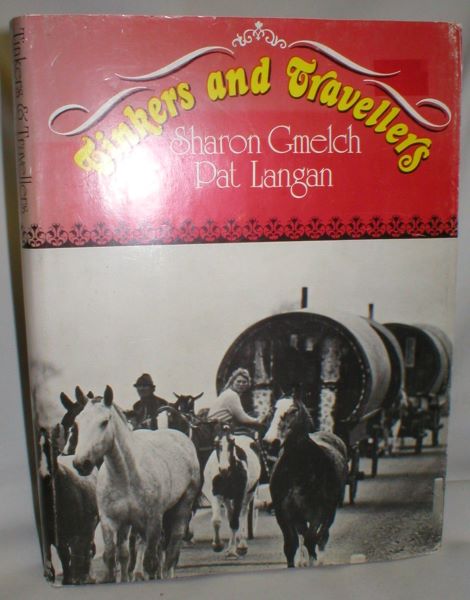 Tinkers & Travellers
Tinkers and Travellers
Sharon Gmelch
Pat Langan